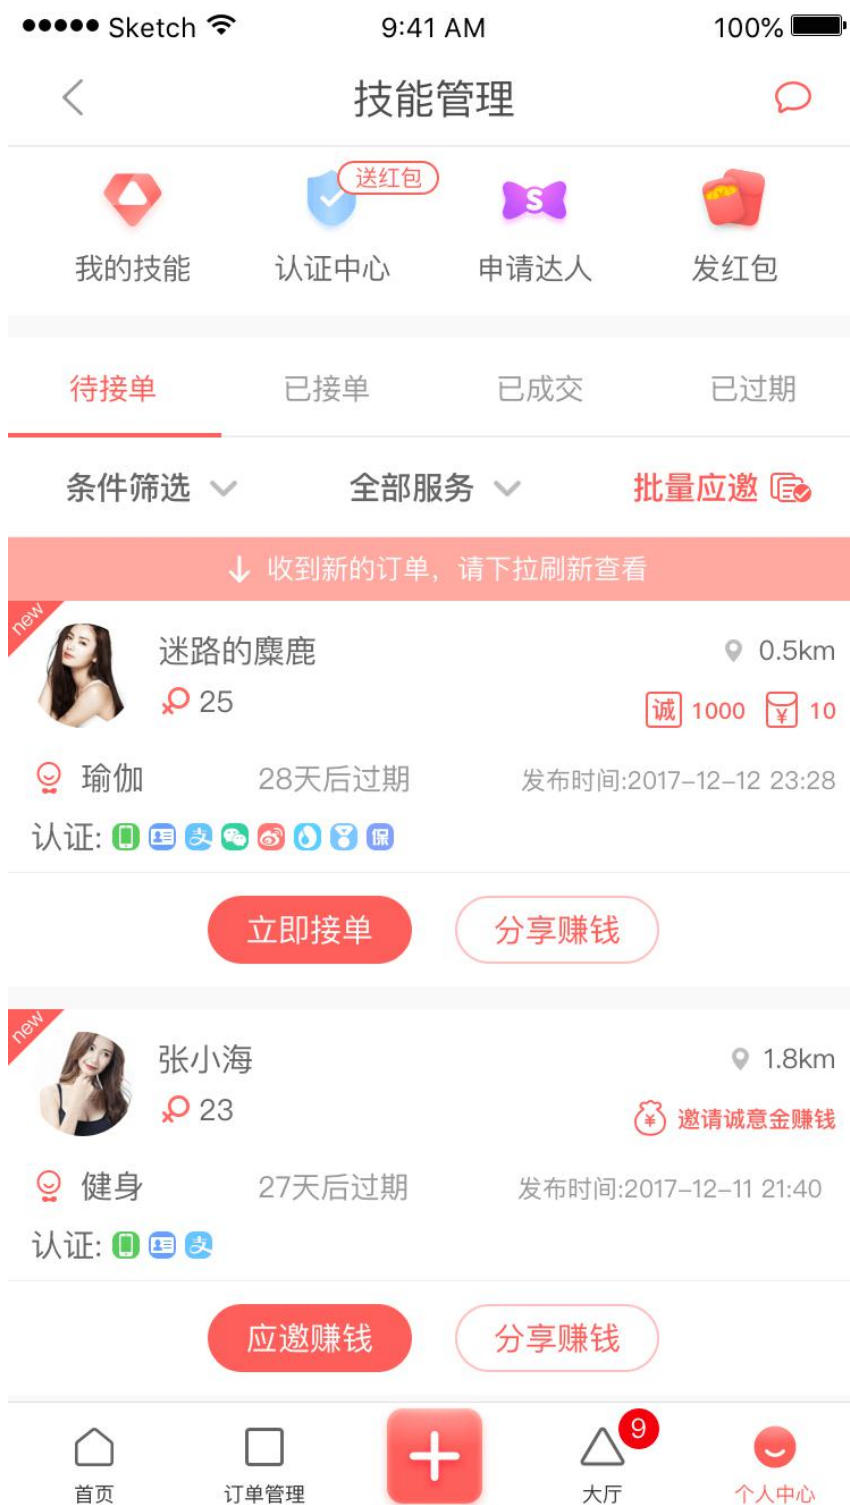 ●●●●● Sketch 9:41 AM 100%
技能管理
送红包
S
我的技能 认证中心 申请达人 发红包
待接单 已接单 已成交 已过期
条件筛选 全部服务 批量应邀
收到新的订单，请下拉刷新查看
new
迷路的麋鹿 0.5km
25 诚 1000 ¥ 10
瑜伽 28天后过期 发布时间:2017-12-12 23:28
认证: 支 保
立即接单 分享赚钱
new
张小海 1.8km
23 ¥ 邀请诚意金赚钱
健身 27天后过期 发布时间:2017-12-11 21:40
认证: 支
应邀赚钱 分享赚钱
9
首页 订单管理 大厅 个人中心